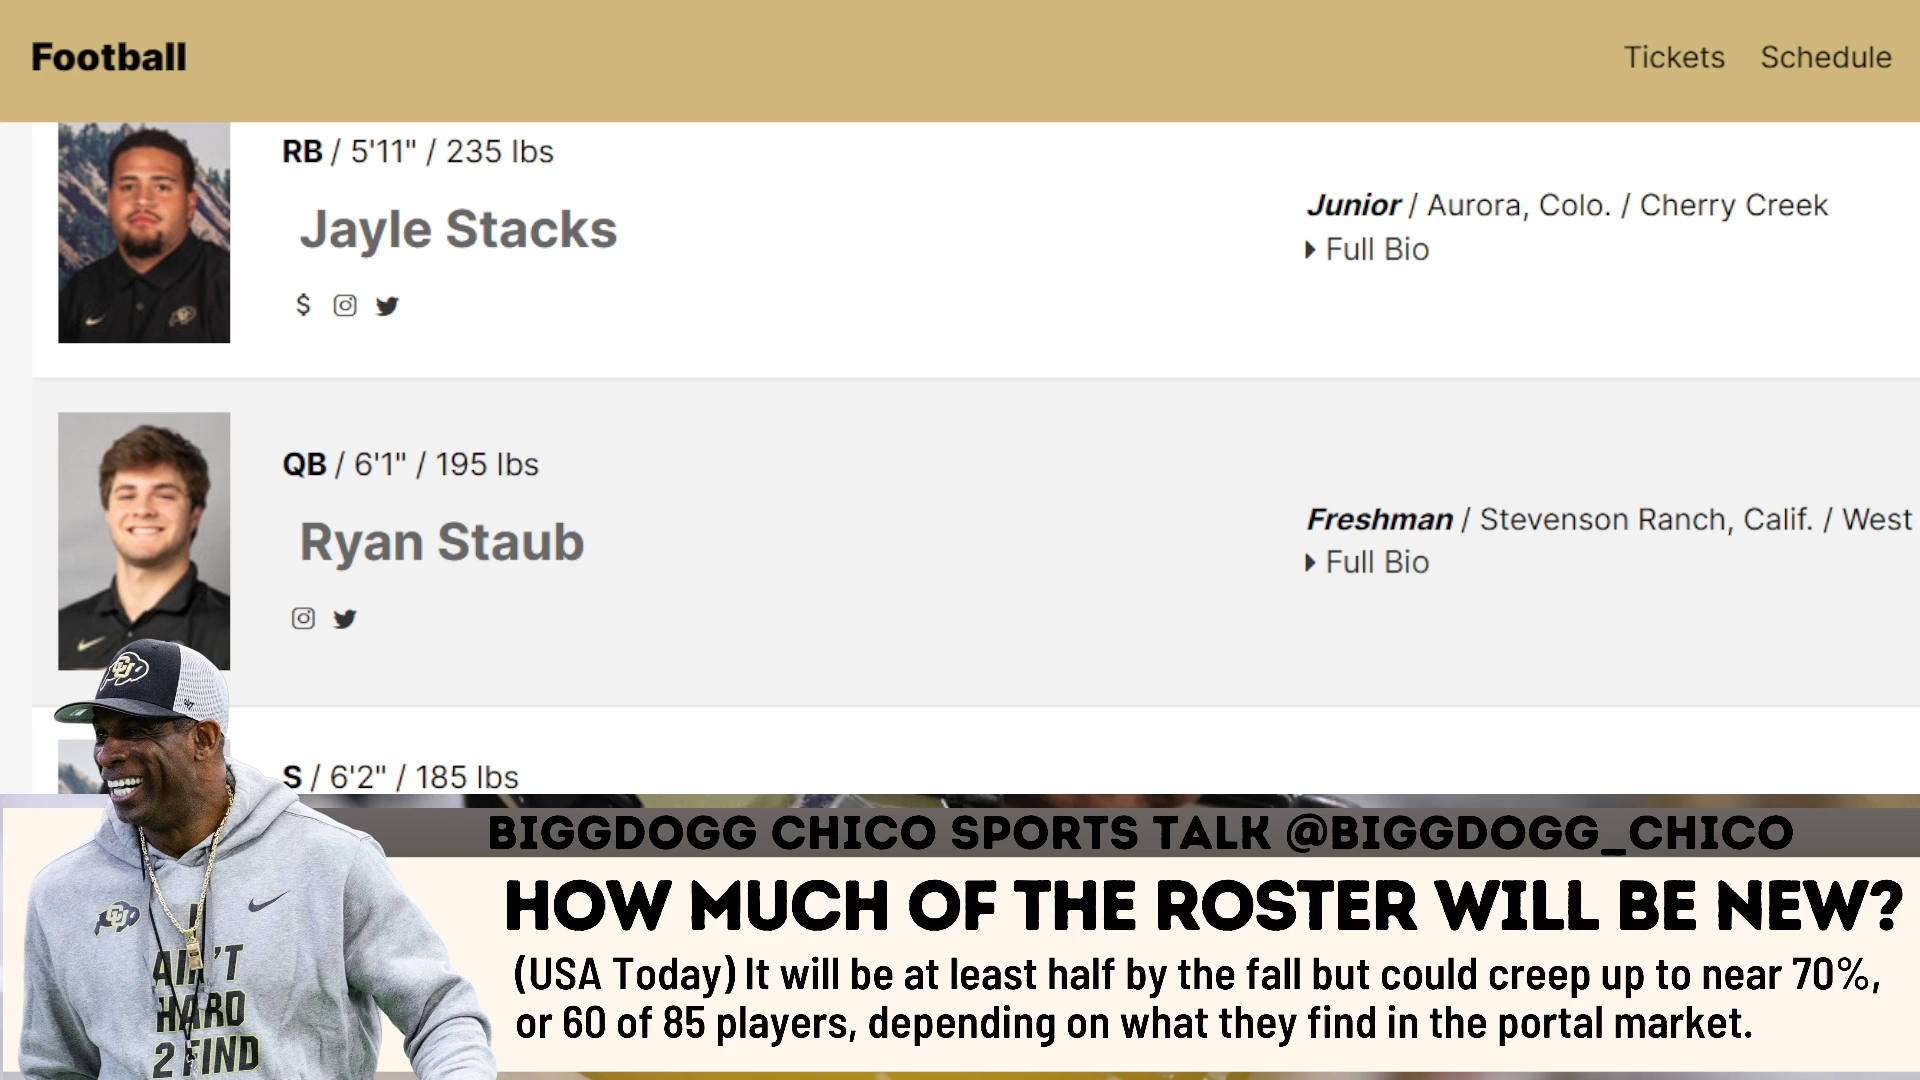 Football
Tickets Schedule
RB / 5'11" / 235 lbs
Jayle Stacks
Junior / Aurora, Colo. / Cherry Creek
Full Bio
QB / 6'1" / 195 lbs
Ryan Staub
Freshman / Stevenson Ranch, Calif. / West
Full Bio
S / 6'2" / 185 lbs
CU
'47
CU
I
AIN'T
HARD
2 FIND
BIGGDOGG CHICO SPORTS TALK @BIGGDOGG_CHICO
HOW MUCH OF THE ROSTER WILL BE NEW?
(USA Today) It will be at least half by the fall but could creep up to near 70%,
or 60 of 85 players, depending on what they find in the portal market.